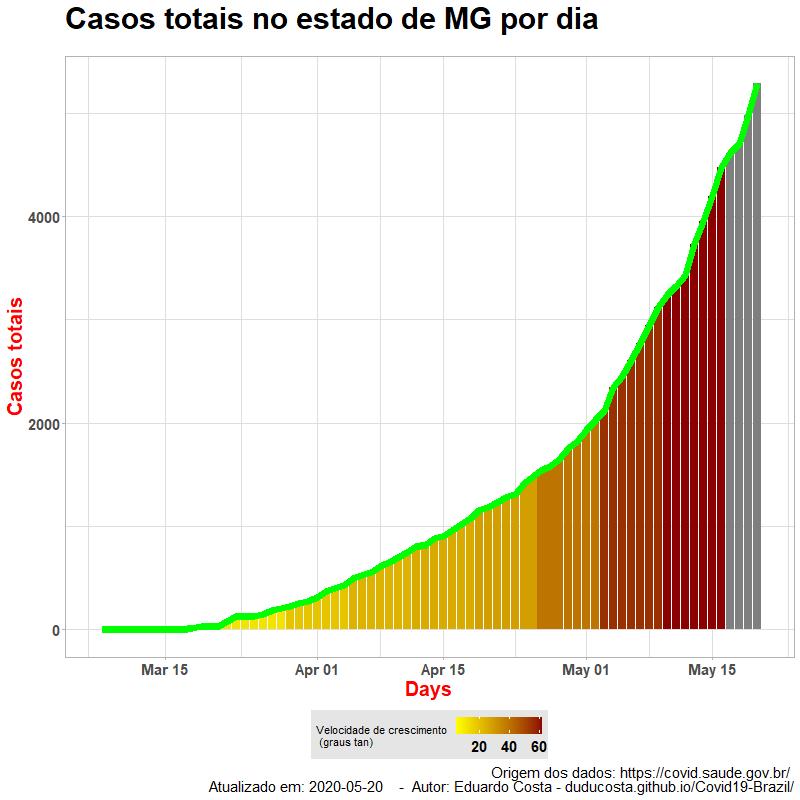 Casos totais no estado de MG por dia
Casos totais
4000
2000
0
Mar 15 Apr 01 Apr 15 May 01 May 15
Days
Velocidade de crescimento
(graus tan)
20 40 60
Origem dos dados: https://covid.saude.gov.br/
Atualizado em: 2020-05-20 - Autor: Eduardo Costa - duducosta.github.io/Covid19-Brazil/